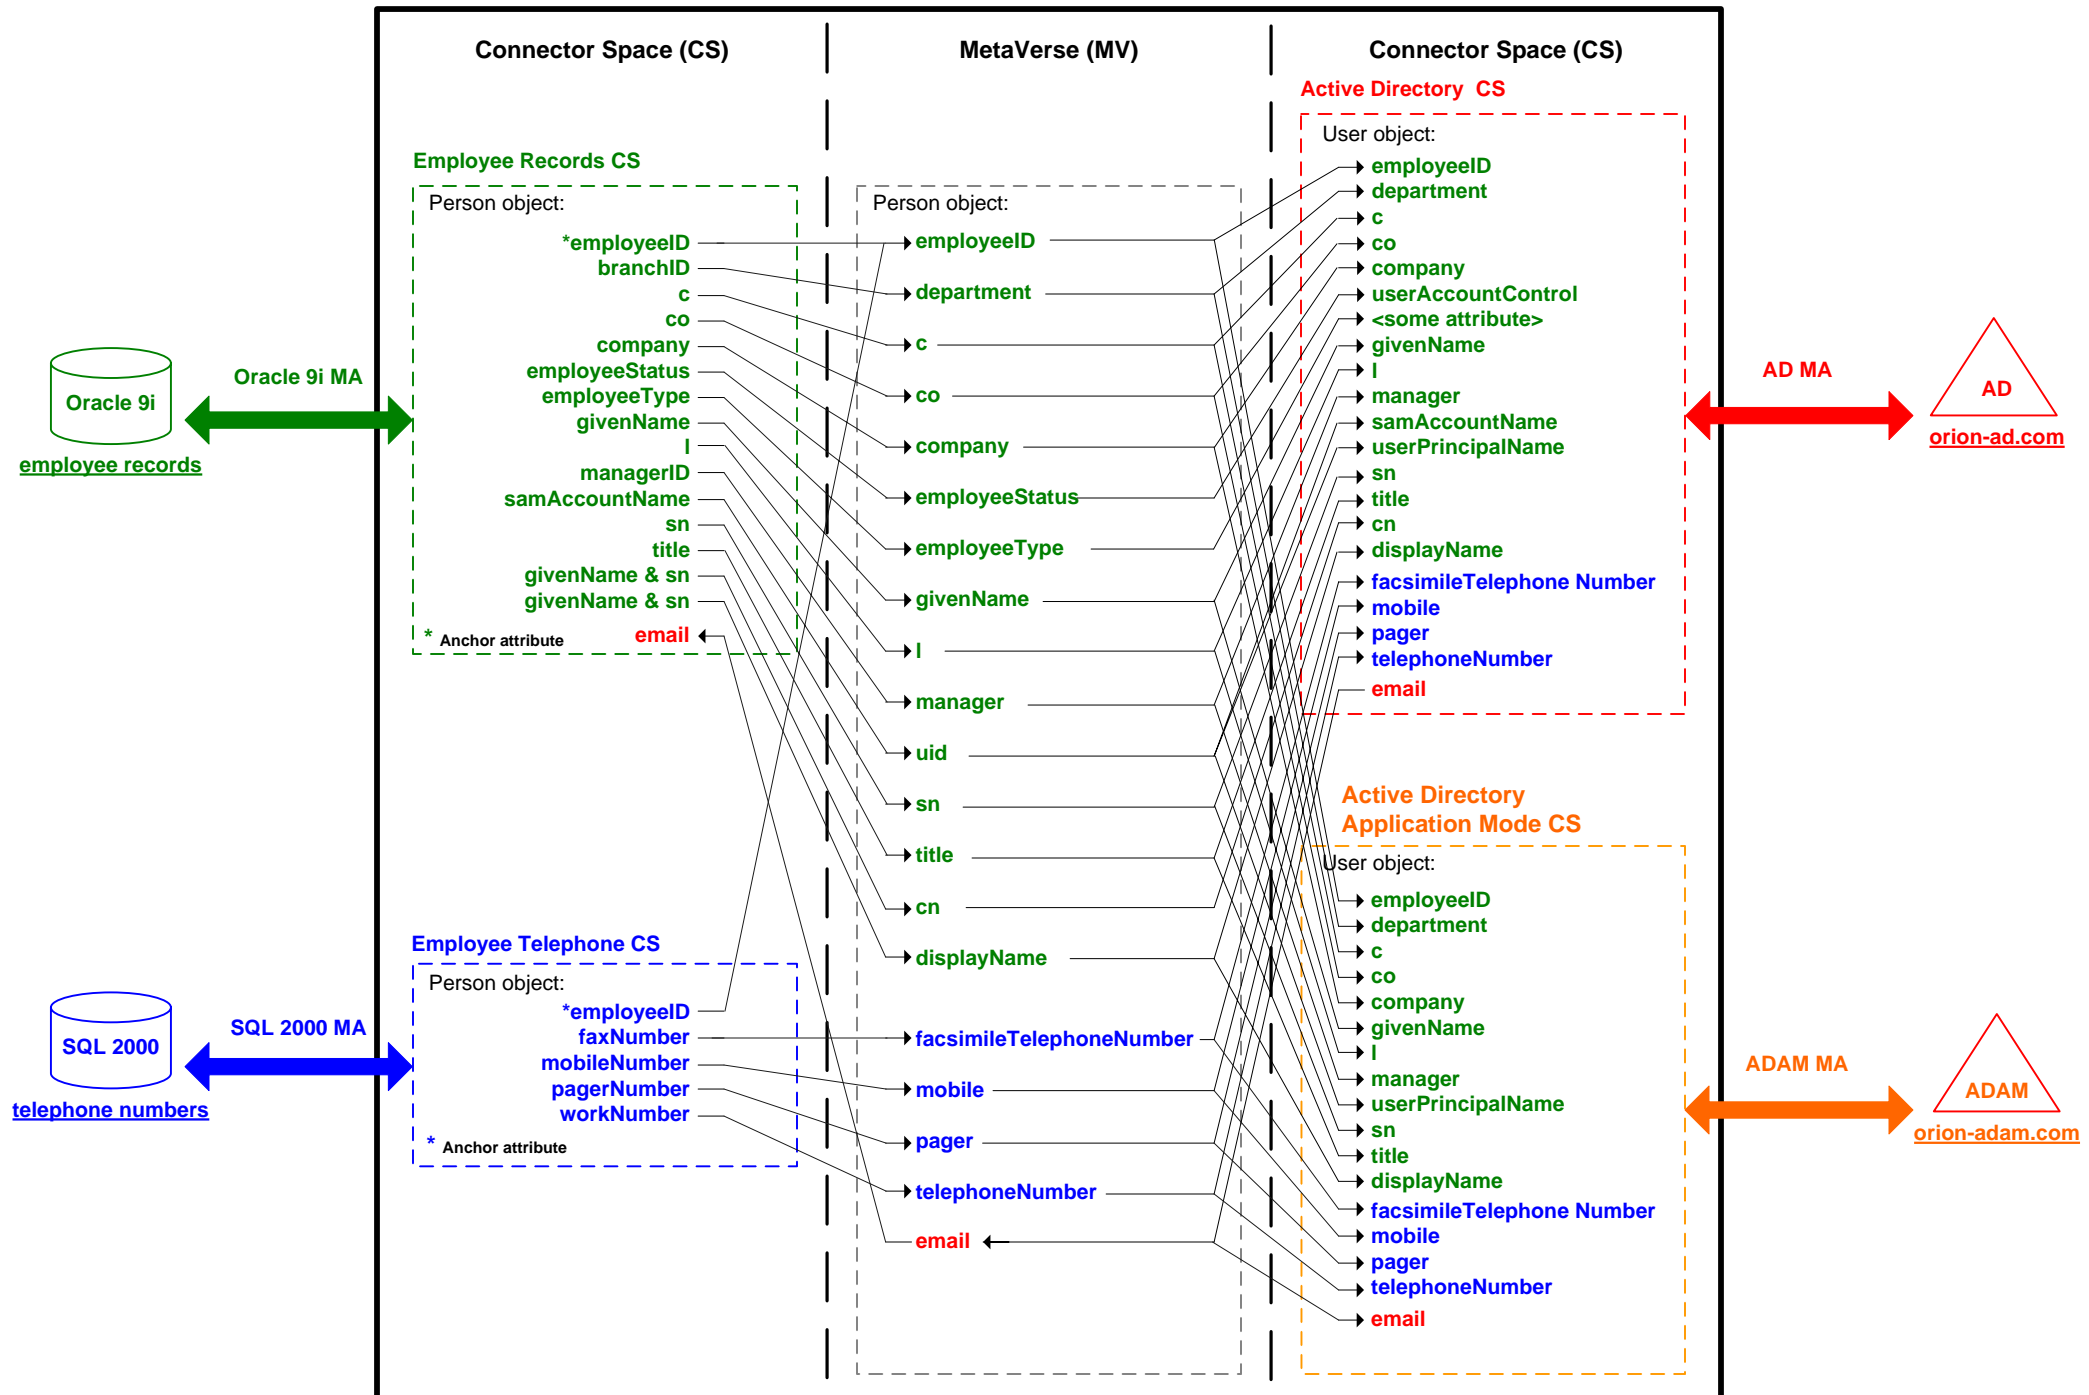 Connector Space (CS)
MetaVerse (MV)
Connector Space (CS)
Employee Records CS
Person object:
*employeeID
branchID
c
co
company
employeeStatus
employeeType
givenName
l
managerID
samAccountName
sn
title
givenName & sn
givenName & sn
* Anchor attribute
email
Oracle 9i
employee records
Oracle 9i MA
Employee Telephone CS
Person object:
*employeeID
faxNumber
mobileNumber
pagerNumber
workNumber
* Anchor attribute
SQL 2000
telephone numbers
SQL 2000 MA
Person object:
employeeID
department
c
co
company
employeeStatus
employeeType
givenName
l
manager
uid
sn
title
cn
displayName
facsimileTelephoneNumber
mobile
pager
telephoneNumber
email
Active Directory CS
User object:
employeeID
department
c
co
company
userAccountControl
<some attribute>
givenName
l
manager
samAccountName
userPrincipalName
sn
title
cn
displayName
facsimileTelephone Number
mobile
pager
telephoneNumber
email
AD MA
AD
orion-ad.com
Active Directory
Application Mode CS
User object:
employeeID
department
c
co
company
givenName
l
manager
userPrincipalName
sn
title
displayName
facsimileTelephone Number
mobile
pager
telephoneNumber
email
ADAM MA
ADAM
orion-adam.com